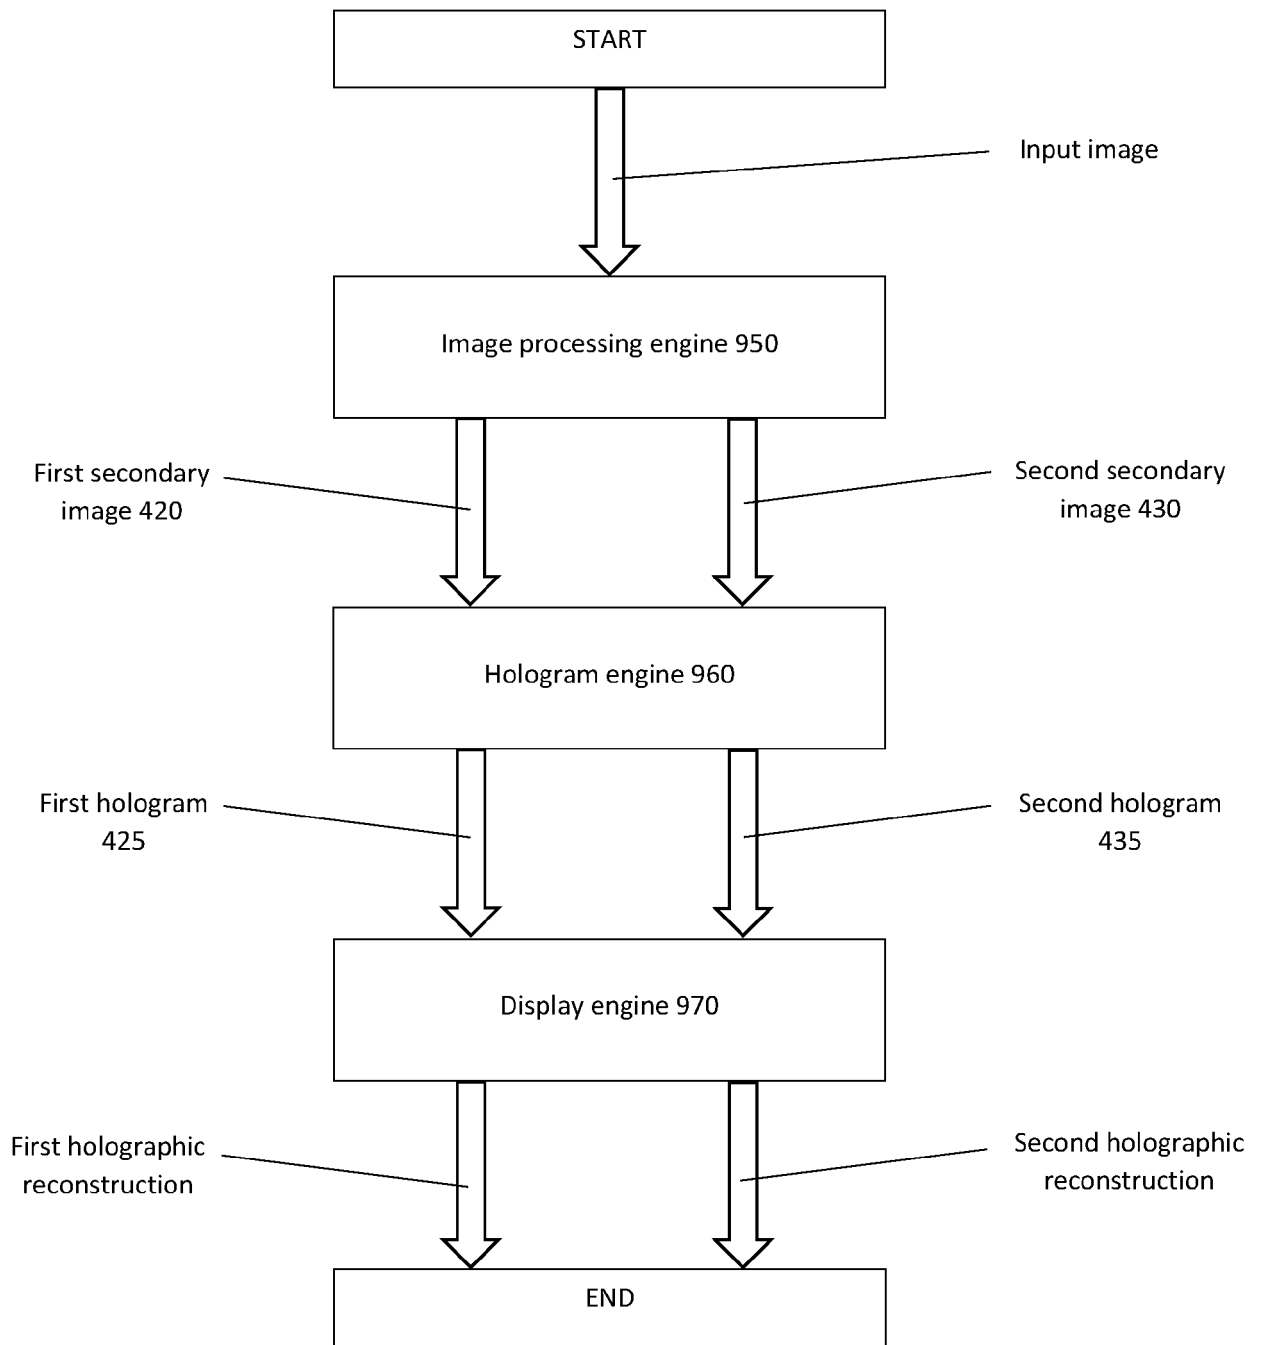 START
Input image
Image processing engine 950
First secondary
image 420
Second secondary
image 430
Hologram engine 960
First hologram
425
Second hologram
435
Display engine 970
First holographic
reconstruction
Second holographic
reconstruction
END